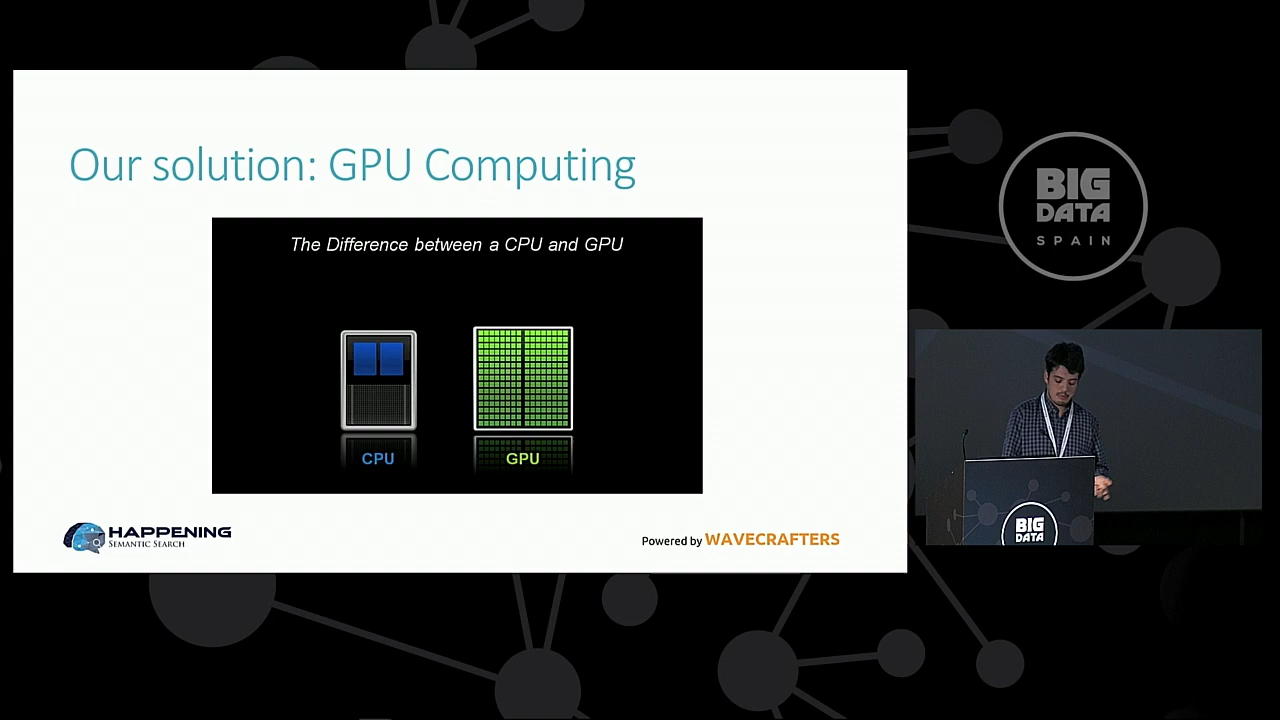 Our solution: GPU Computing
The Difference between a CPU and GPU
CPU
GPU
HAPPENING
SEMANTIC SEARCH
Powered by WAVECRAFTERS
BIG
DATA
SPAIN
BIG
DATA